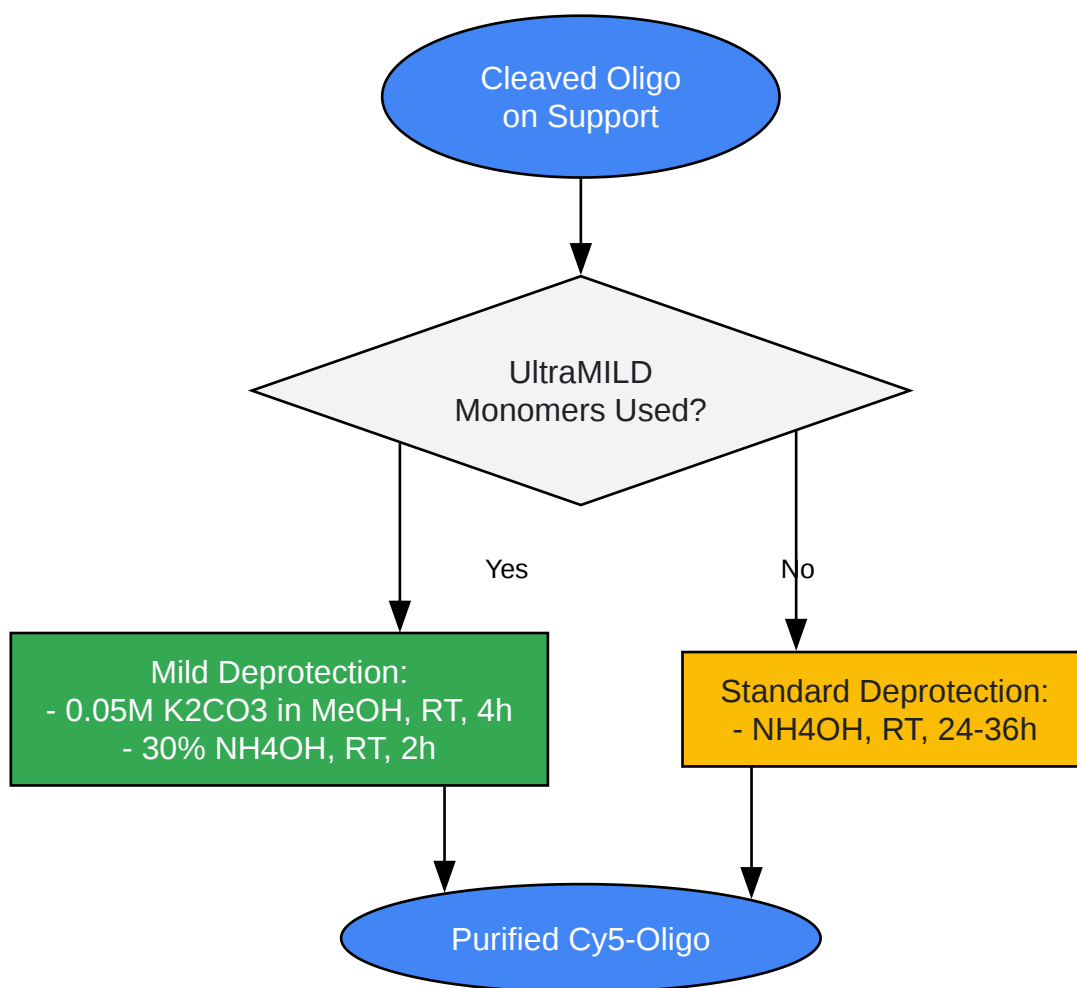 Cleaved Oligo
on Support
UltraMILD
Monomers Used?
Yes
No
Mild Deprotection:
- 0.05M K2CO3 in MeOH, RT, 4h
- 30% NH4OH, RT, 2h
Standard Deprotection:
- NH4OH, RT, 24-36h
Purified Cy5-Oligo